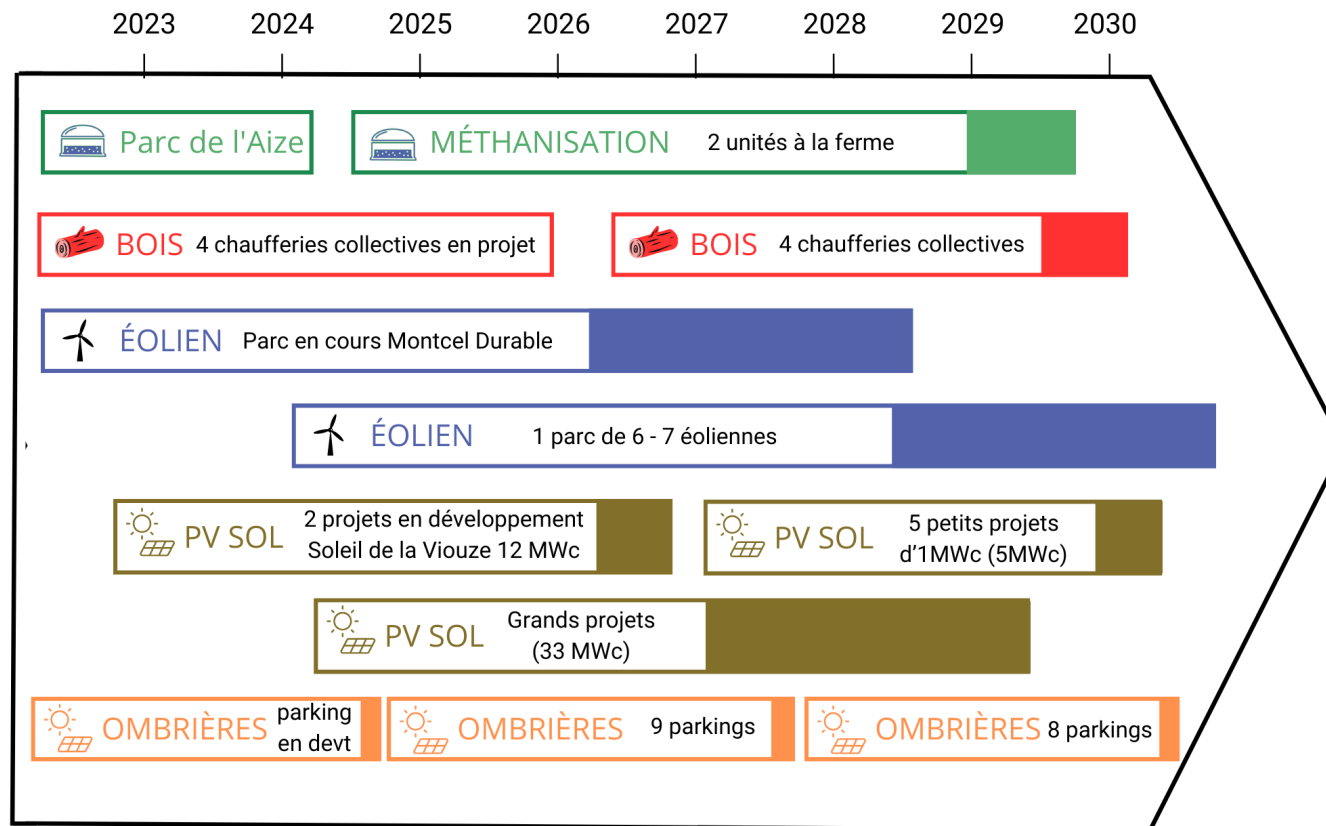 2023 2024 2025 2026 2027 2028 2029 2030
Parc de l'Aize
MÉTHANISATION 2 unités à la ferme
BOIS 4 chaufferies collectives en projet
BOIS 4 chaufferies collectives
ÉOLIEN Parc en cours Montcel Durable
ÉOLIEN 1 parc de 6 - 7 éoliennes
PV SOL
2 projets en développement
Soleil de la Viouze 12 MWc
PV SOL
5 petits projets
d'1MWc (5MWc)
PV SOL
Grands projets
(33 MWc)
OMBRIÈRES
parking
en devt
OMBRIÈRES 9 parkings
OMBRIÈRES 8 parkings